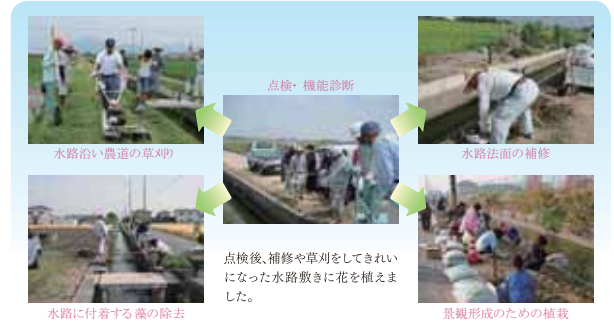 点検・機能診断
水路沿い農道の草刈り
水路法面の補修
点検後、補修や草刈をしてきれい
になった水路敷きに花を植えま
した。
水路に付着する藻の除去
景観形成のための植栽